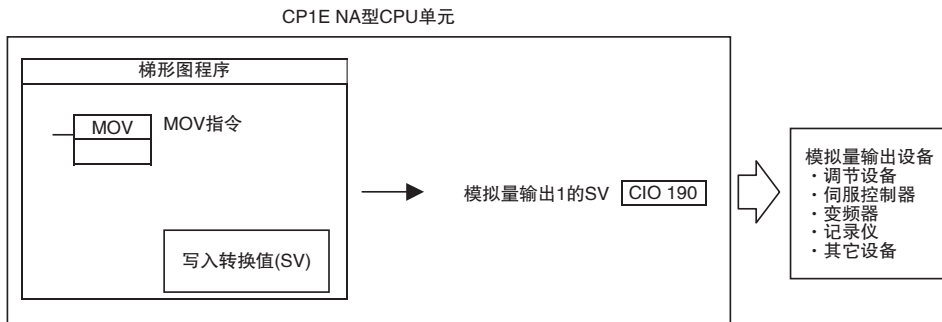 CP1E NA型CPU单元
梯形图程序
MOV
MOV指令
写入转换值(SV)
模拟量输出1的SV
CIO 190
模拟量输出设备
・调节设备
・伺服控制器
・变频器
・记录仪
・其它设备